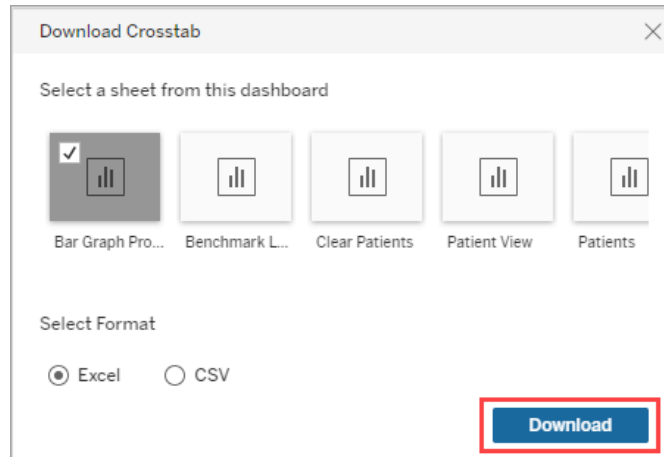 Download Crosstab
Select a sheet from this dashboard
Bar Graph Pro... Benchmark L... Clear Patients Patient View Patients
Select Format
Excel CSV
Download